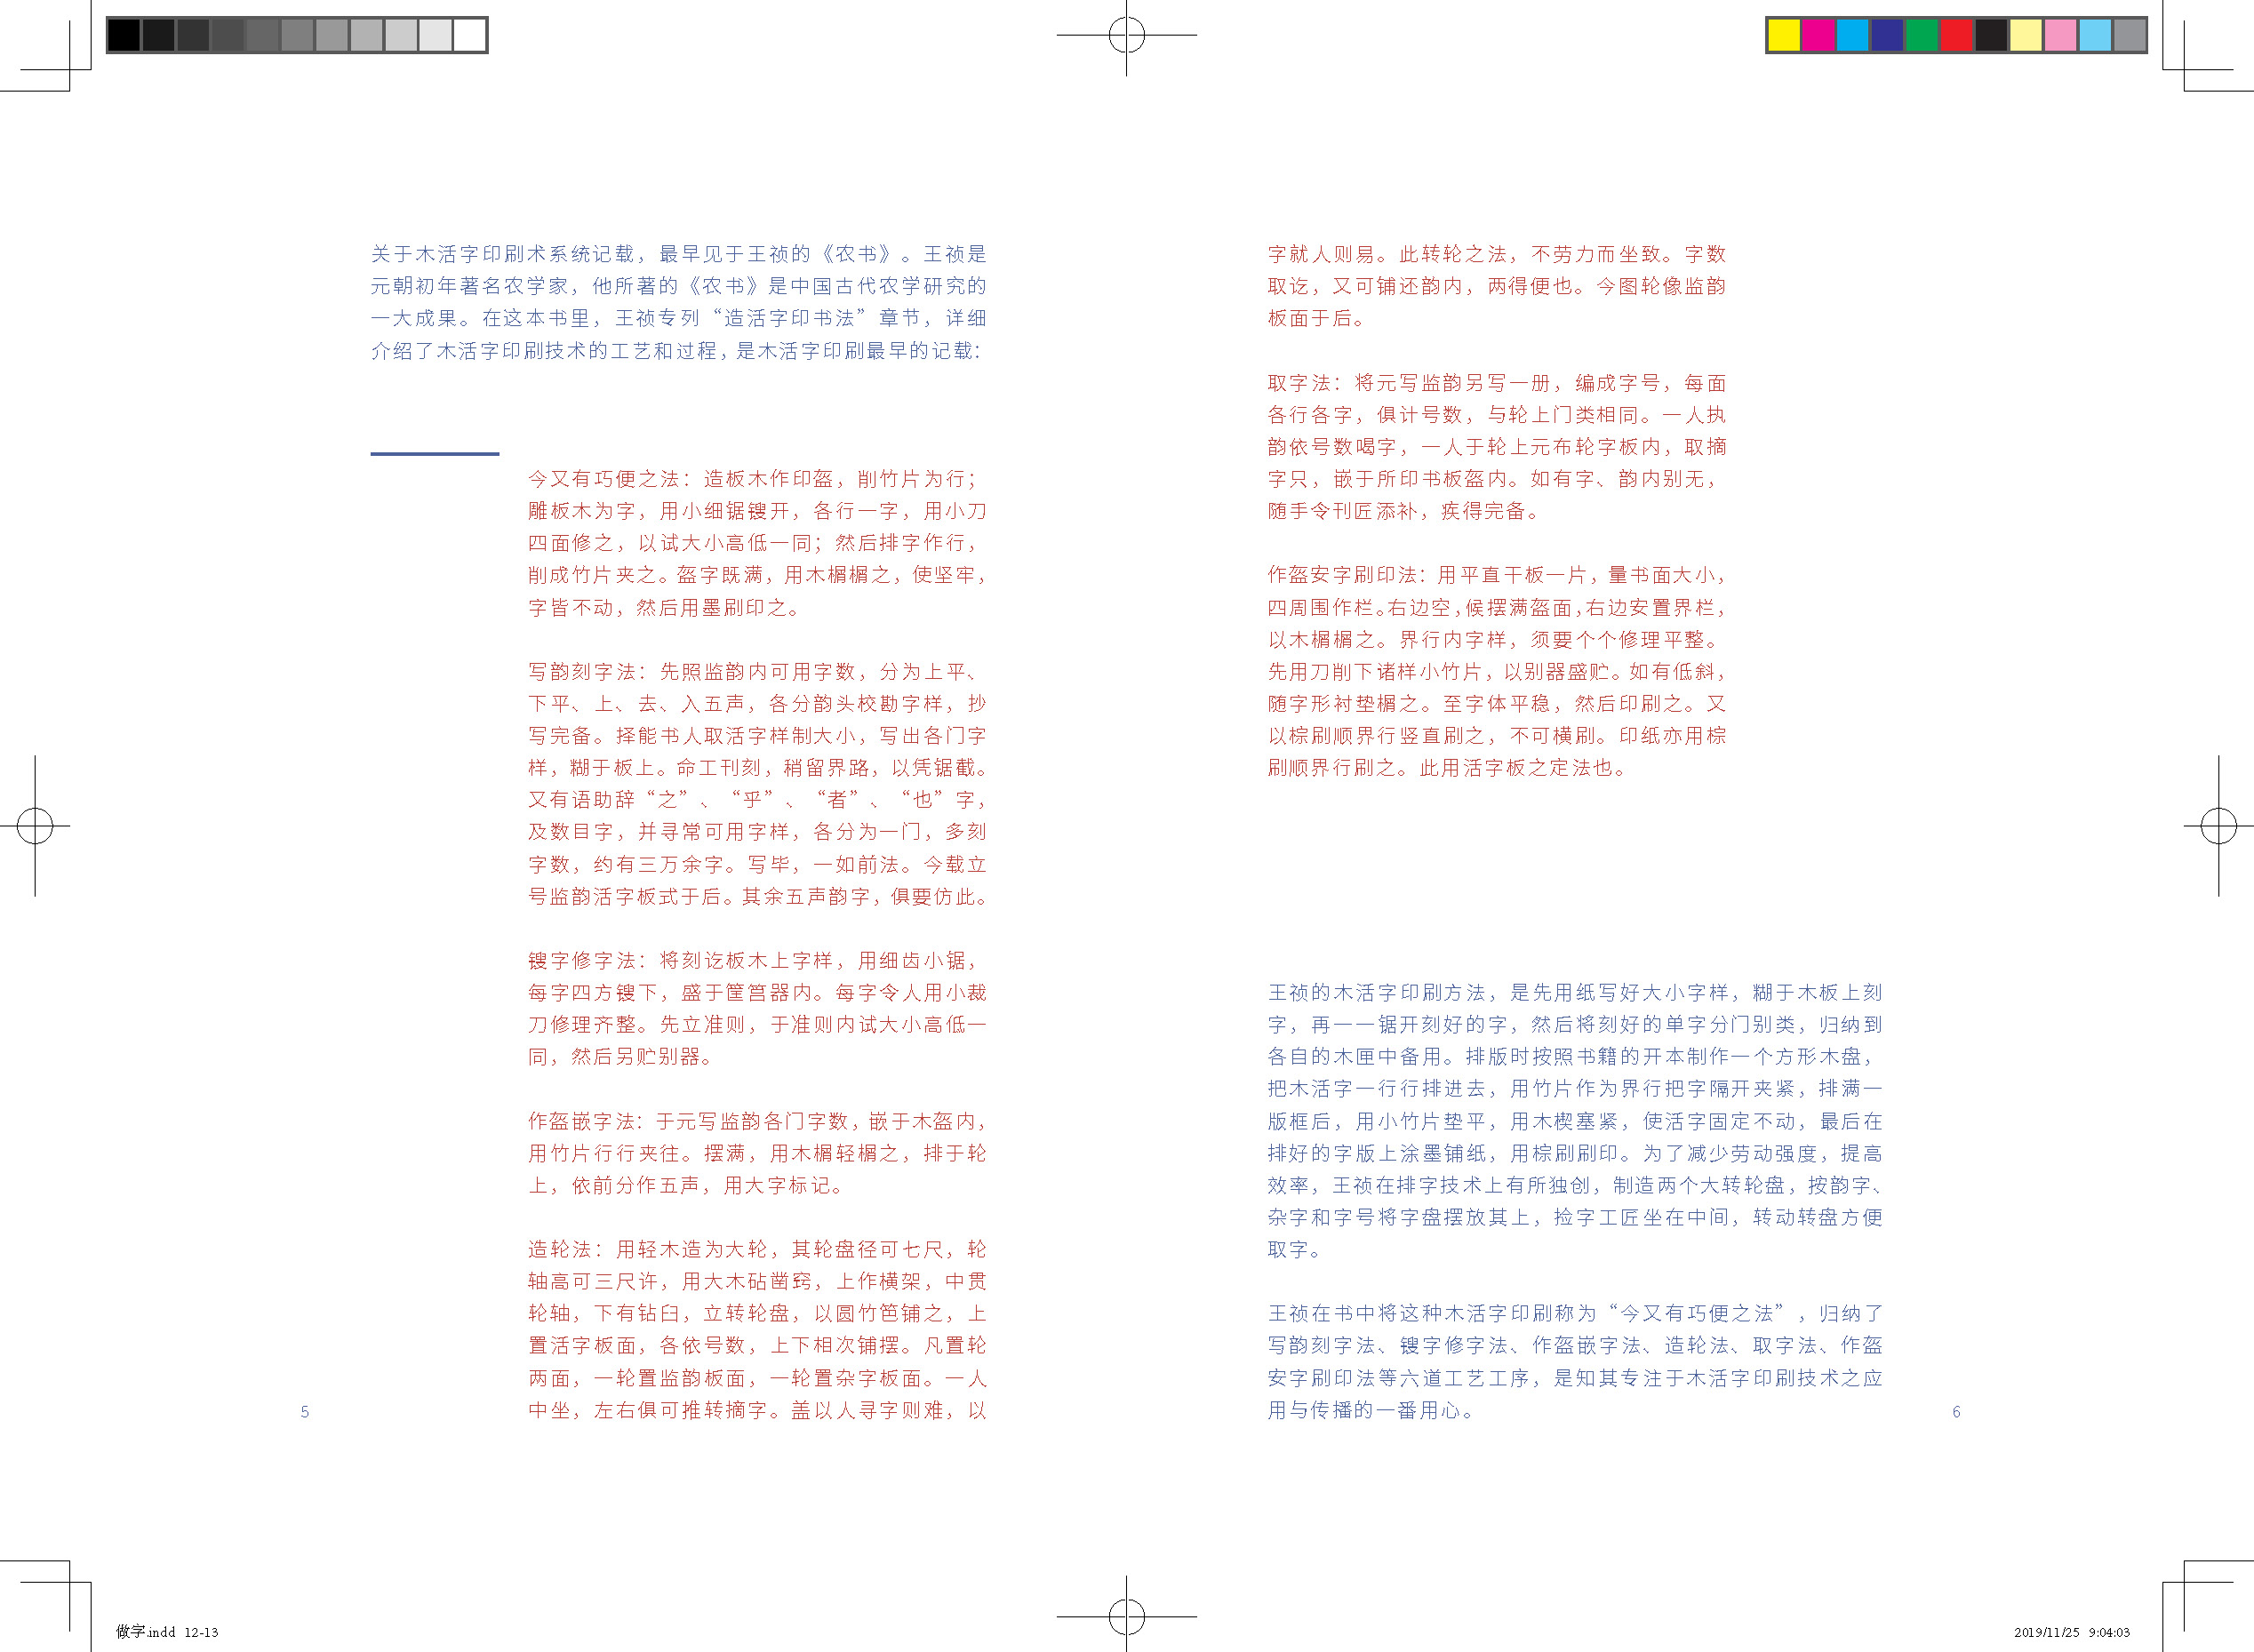 关于木活字印刷术系统记载，最早见于王祯的《农书》。王祯是
元朝初年著名农学家，他所著的《农书》是中国古代农学研究的
一大成果。在这本书里，王祯专列“造活字印书法”章节，详细
介绍了木活字印刷技术的工艺和过程，是木活字印刷最早的记载：
今又有巧便之法：造板木作印盔，削竹片为行；
雕板木为字，用小细锯锼开，各行一字，用小刀
四面修之，以试大小高低一同；然后排字作行，
削成竹片夹之。盔字既满，用木楣楣之，使坚牢，
字皆不动，然后用墨刷印之。
写韵刻字法：先照监韵内可用字数，分为上平、
下平、上、去、入五声，各分韵头校勘字样，抄
写完备。择能书人取活字样制大小，写出各门字
样，糊于板上。命工刊刻，稍留界路，以凭锯截。
又有语助辞“之”、“乎”、“者”、“也”字，
及数目字，并寻常可用字样，各分为一门，多刻
字数，约有三万余字。写毕，一如前法。今载立
号监韵活字板式于后。其余五声韵字，俱要仿此。
锼字修字法：将刻讫板木上字样，用细齿小锯，
每字四方锼下，盛于筐筥器内。每字令人用小裁
刀修理齐整。先立准则，于准则内试大小高低一
同，然后另贮别器。
作盔嵌字法：于元写监韵各门字数，嵌于木盔内，
用竹片行行夹往。摆满，用木楣轻楣之，排于轮
上，依前分作五声，用大字标记。
造轮法：用轻木造为大轮，其轮盘径可七尺，轮
轴高可三尺许，用大木砧凿窍，上作横架，中贯
轮轴，下有钻臼，立转轮盘，以圆竹笆铺之，上
置活字板面，各依号数，上下相次铺摆。凡置轮
两面，一轮置监韵板面，一轮置杂字板面。一人
中坐，左右俱可推转摘字。盖以人寻字则难，以
5
字就人则易。此转轮之法，不劳力而坐致。字数
取讫，又可铺还韵内，两得便也。今图轮像监韵
板面于后。
取字法：将元写监韵另写一册，编成字号，每面
各行各字，俱计号数，与轮上门类相同。一人执
韵依号数喝字，一人于轮上元布轮字板内，取摘
字只，嵌于所印书板盔内。如有字、韵内别无，
随手令刊匠添补，疾得完备。
作盔安字刷印法：用平直干板一片，量书面大小，
四周围作栏。右边空，候摆满盔面，右边安置界栏，
以木楣楣之。界行内字样，须要个个修理平整。
先用刀削下诸样小竹片，以别器盛贮。如有低斜，
随字形衬垫楣之。至字体平稳，然后印刷之。又
以棕刷顺界行竖直刷之，不可横刷。印纸亦用棕
刷顺界行刷之。此用活字板之定法也。
王祯的木活字印刷方法，是先用纸写好大小字样，糊于木板上刻
字，再一一锯开刻好的字，然后将刻好的单字分门别类，归纳到
各自的木匣中备用。排版时按照书籍的开本制作一个方形木盘，
把木活字一行行排进去，用竹片作为界行把字隔开夹紧，排满一
版框后，用小竹片垫平，用木楔塞紧，使活字固定不动，最后在
排好的字版上涂墨铺纸，用棕刷刷印。为了减少劳动强度，提高
效率，王祯在排字技术上有所独创，制造两个大转轮盘，按韵字、
杂字和字号将字盘摆放其上，捡字工匠坐在中间，转动转盘方便
取字。
王祯在书中将这种木活字印刷称为“今又有巧便之法”，归纳了
写韵刻字法、锼字修字法、作盔嵌字法、造轮法、取字法、作盔
安字刷印法等六道工艺工序，是知其专注于木活字印刷技术之应
用与传播的一番用心。
6
做字.indd 12-13
2019/11/25 9:04:03